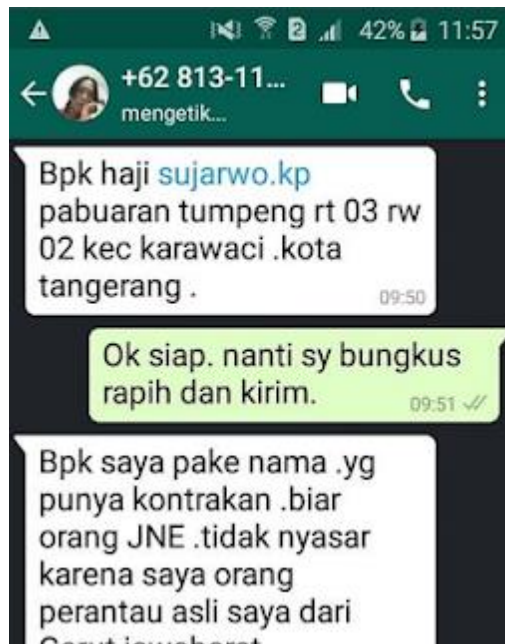 2 42% 11:57
+62 813-11...
mengetik...
Bpk haji sujarwo.kp
pabuaran tumpeng rt 03 rw
02 kec karawaci .kota
tangerang .
09:50
Ok siap. nanti sy bungkus
rapih dan kirim.
09:51
Bpk saya pake nama .yg
punya kontrakan .biar
orang JNE .tidak nyasar
karena saya orang
perantau asli saya dari